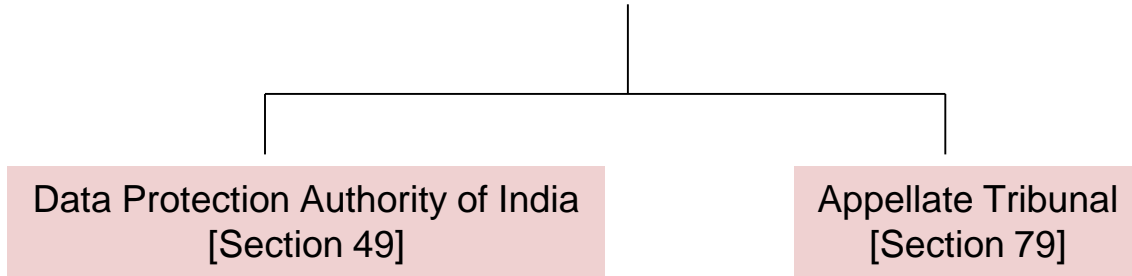 Data Protection Authority of India
[Section 49]
Appellate Tribunal
[Section 79]